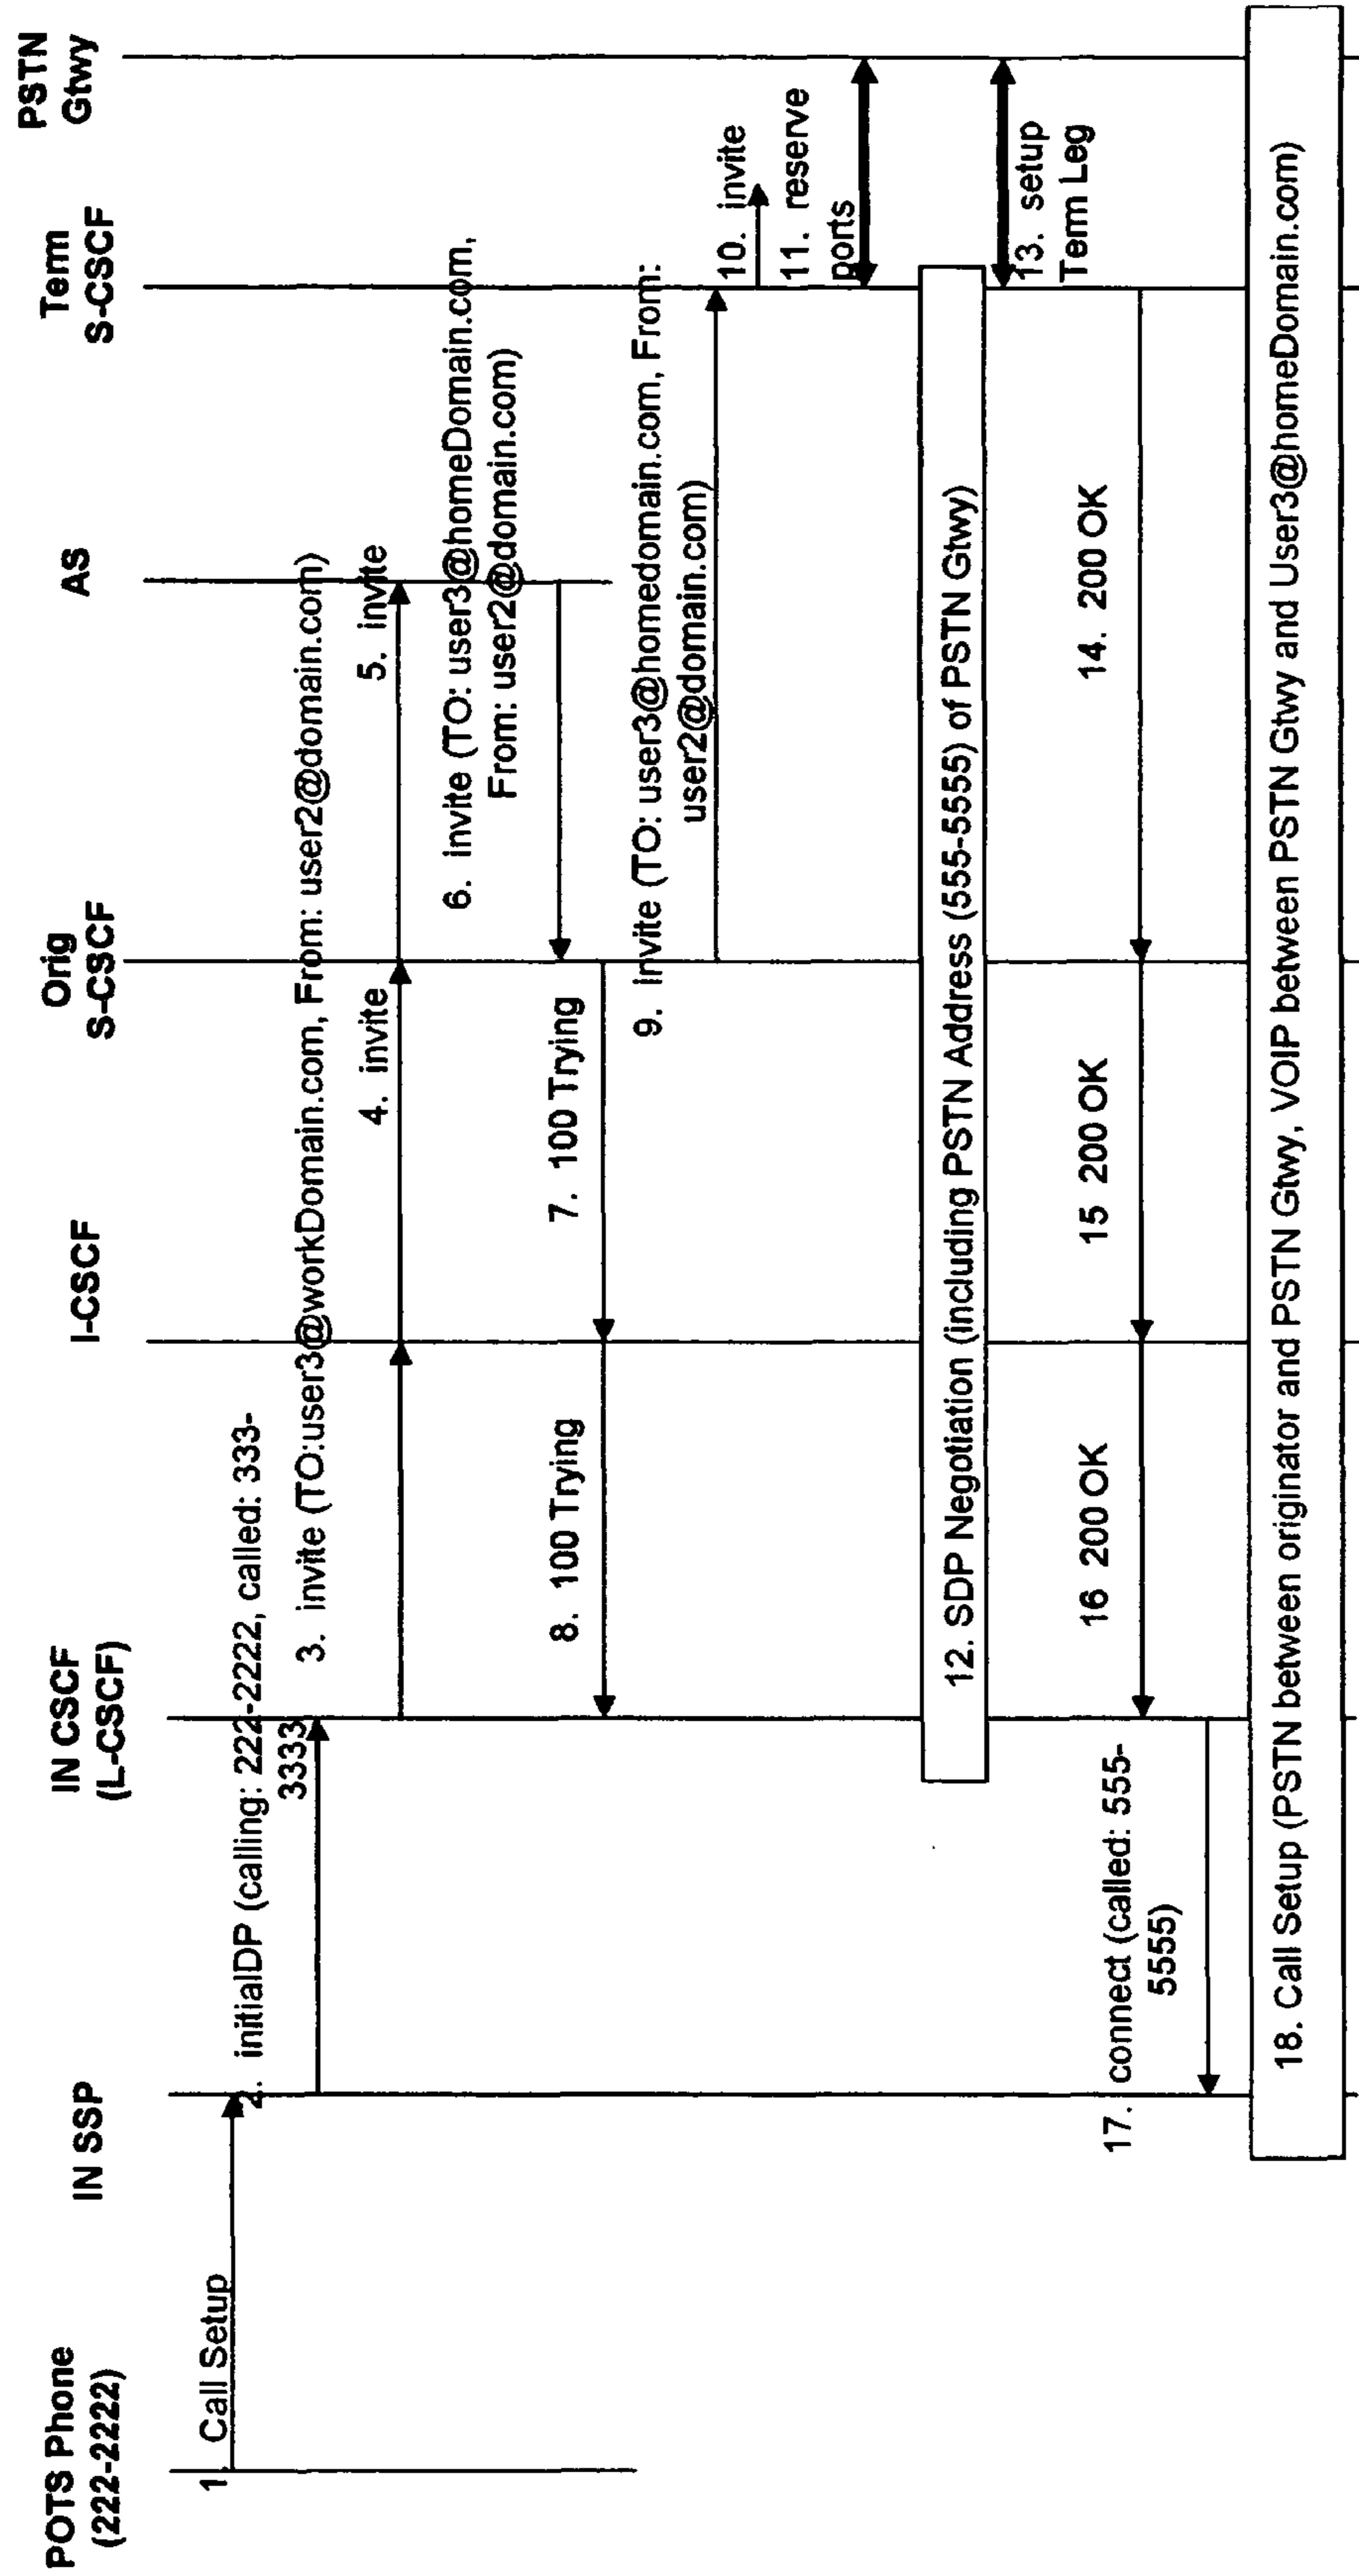 POTS Phone
(222-2222)
IN SSP
IN CSCF
(L-CSCF)
I-CSCF
Orig
S-CSCF
AS
Term
S-CSCF
PSTN
Gtwy
1. Call Setup
2. initialDP (calling: 222-2222, called: 333-
3333
3. invite (TO:user3@workDomain.com, From: user2@domain.com)
4. invite
5. invite
6. invite (TO: user3@homeDomain.com,
From: user2@domain.com)
7. 100 Trying
8. 100 Trying
9. invite (TO: user3@homedomain.com, From:
user2@domain.com)
10. invite
11. reserve
ports
12. SDP Negotiation (including PSTN Address (555-5555) of PSTN Gtwy)
13. setup
Term Leg
14. 200 OK
15 200 OK
16 200 OK
17. connect (called: 555-
5555)
18. Call Setup (PSTN between originator and PSTN Gtwy, VOIP between PSTN Gtwy and User3@homeDomain.com)